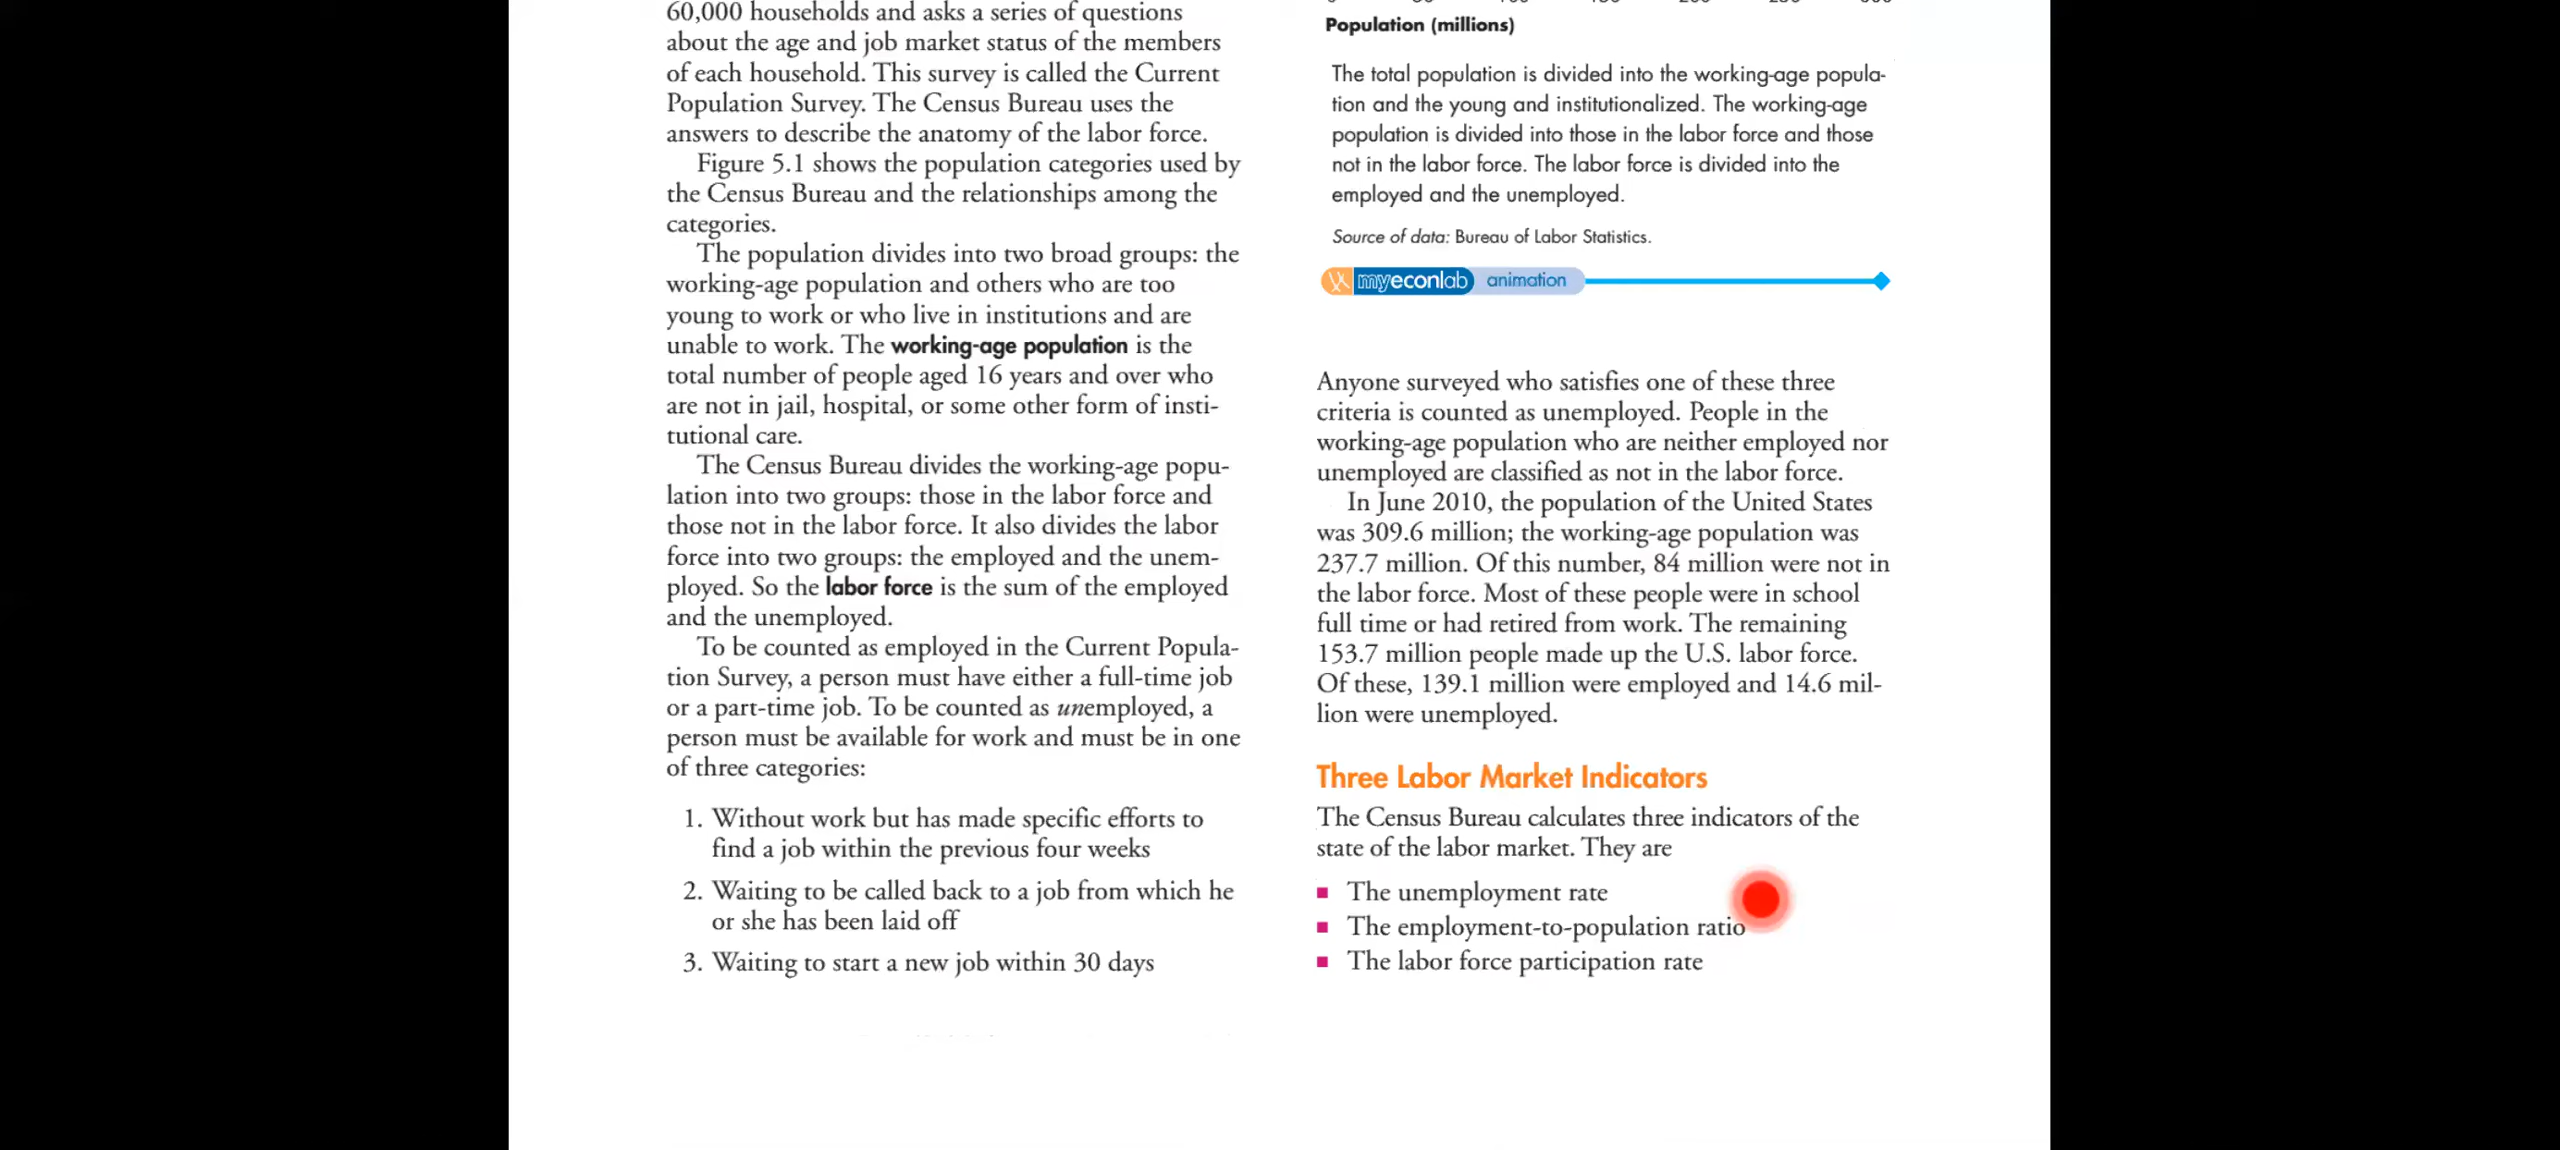 60,000 households and asks a series of questions
about the age and job market status of the members
of each household. This survey is called the Current
Population Survey. The Census Bureau uses the
answers to describe the anatomy of the labor force.
Figure 5.1 shows the population categories used by
the Census Bureau and the relationships among the
categories.
The population divides into two broad groups: the
working-age population and others who are too
young to work or who live in institutions and are
unable to work. The working-age population is the
total number of people aged 16 years and over who
are not in jail, hospital, or some other form of insti-
tutional care.
The Census Bureau divides the working-age popu-
lation into two groups: those in the labor force and
those not in the labor force. It also divides the labor
force into two groups: the employed and the unem-
ployed. So the labor force is the sum of the employed
and the unemployed.
To be counted as employed in the Current Popula-
tion Survey, a person must have either a full-time job
or a part-time job. To be counted as unemployed, a
person must be available for work and must be in one
of three categories:
1. Without work but has made specific efforts to
find a job within the previous four weeks
2. Waiting to be called back to a job from which he
or she has been laid off
3. Waiting to start a new job within 30 days
Population (millions)
The total population is divided into the working-age popula-
tion and the young and institutionalized. The working-age
population is divided into those in the labor force and those
not in the labor force. The labor force is divided into the
employed and the unemployed.
Source of data: Bureau of Labor Statistics.
myeconlab animation
Anyone surveyed who satisfies one of these three
criteria is counted as unemployed. People in the
working-age population who are neither employed nor
unemployed are classified as not in the labor force.
In June 2010, the population of the United States
was 309.6 million; the working-age population was
237.7 million. Of this number, 84 million were not in
the labor force. Most of these people were in school
full time or had retired from work. The remaining
153.7 million people made up the U.S. labor force.
Of these, 139.1 million were employed and 14.6 mil-
lion were unemployed.
Three Labor Market Indicators
The Census Bureau calculates three indicators of the
state of the labor market. They are
■ The unemployment rate
■ The employment-to-population ratio
■ The labor force participation rate